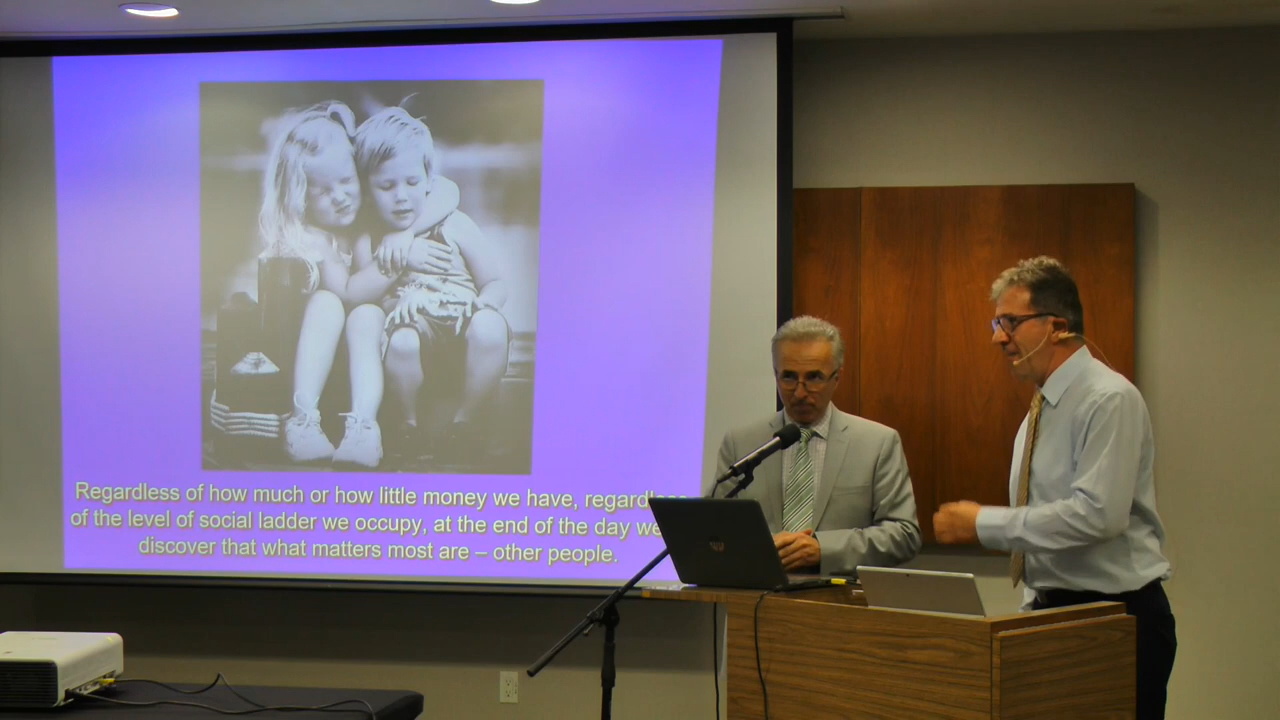 Regardless of how much or how little money we have, regardless
of the level of social ladder we occupy, at the end of the day we
discover that what matters most are – other people.